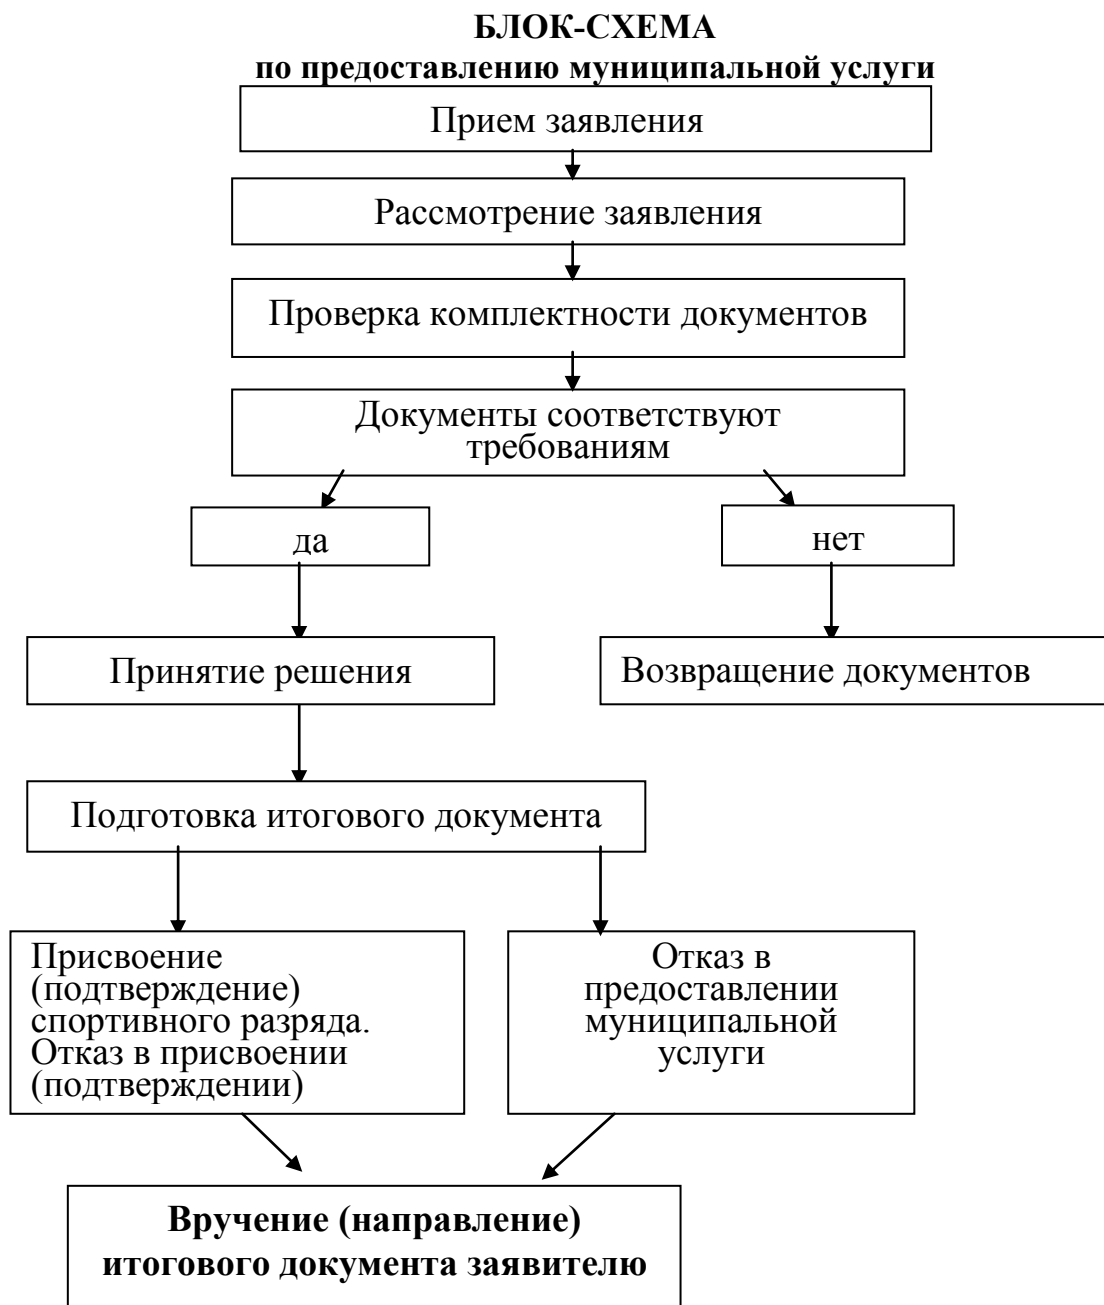 БЛОК-СХЕМА
по предоставлению муниципальной услуги
Прием заявления
Рассмотрение заявления
Проверка комплектности документов
Документы соответствуют
требованиям
да
нет
Принятие решения
Возвращение документов
Подготовка итогового документа
Присвоение
(подтверждение)
спортивного разряда.
Отказ в присвоении
(подтверждении)
Отказ в
предоставлении
муниципальной
услуги
Вручение (направление)
итогового документа заявителю